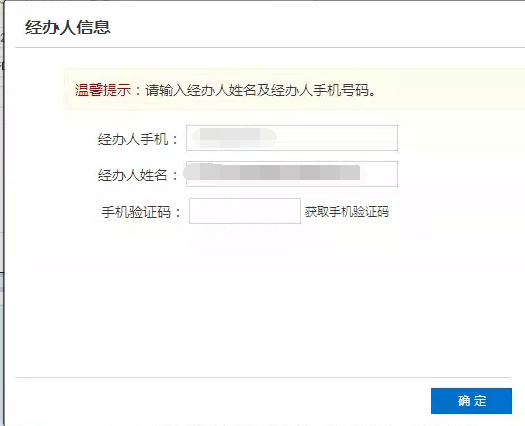 经办人信息
温馨提示：请输入经办人姓名及经办人手机号码。
经办人手机：
经办人姓名：
手机验证码： 获取手机验证码
确 定